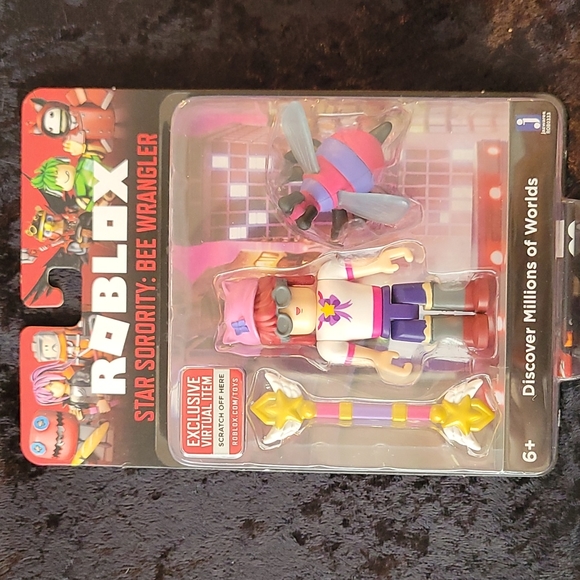 ROBLOX
STAR SORORITY: BEE WRANGLER
EXCLUSIVE
VIRTUAL ITEM
SCRATCH OFF HERE
ROBLOX.COM/TOYS
6+
Discover Millions of Worlds